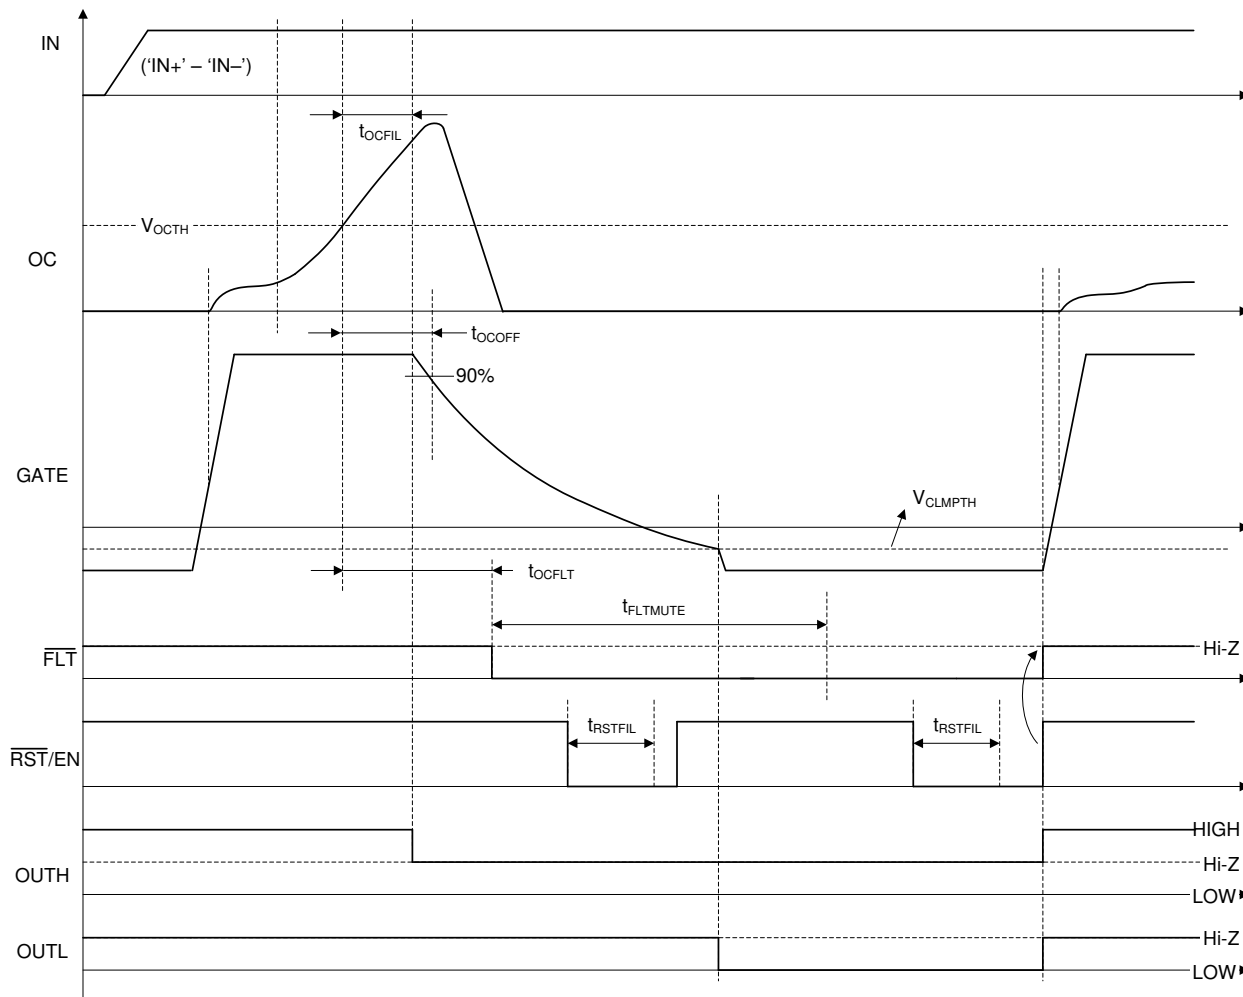 IN
(‘IN+’ – ‘IN–’)
tOCFIL
VOCTH
OC
tOCOFF
90%
GATE
VCLMPTH
tOCFLT
tFLTMUTE
FLT
Hi-Z
tRSTFIL
tRSTFIL
RST/EN
HIGH
Hi-Z
OUTH
LOW
OUTL
Hi-Z
LOW